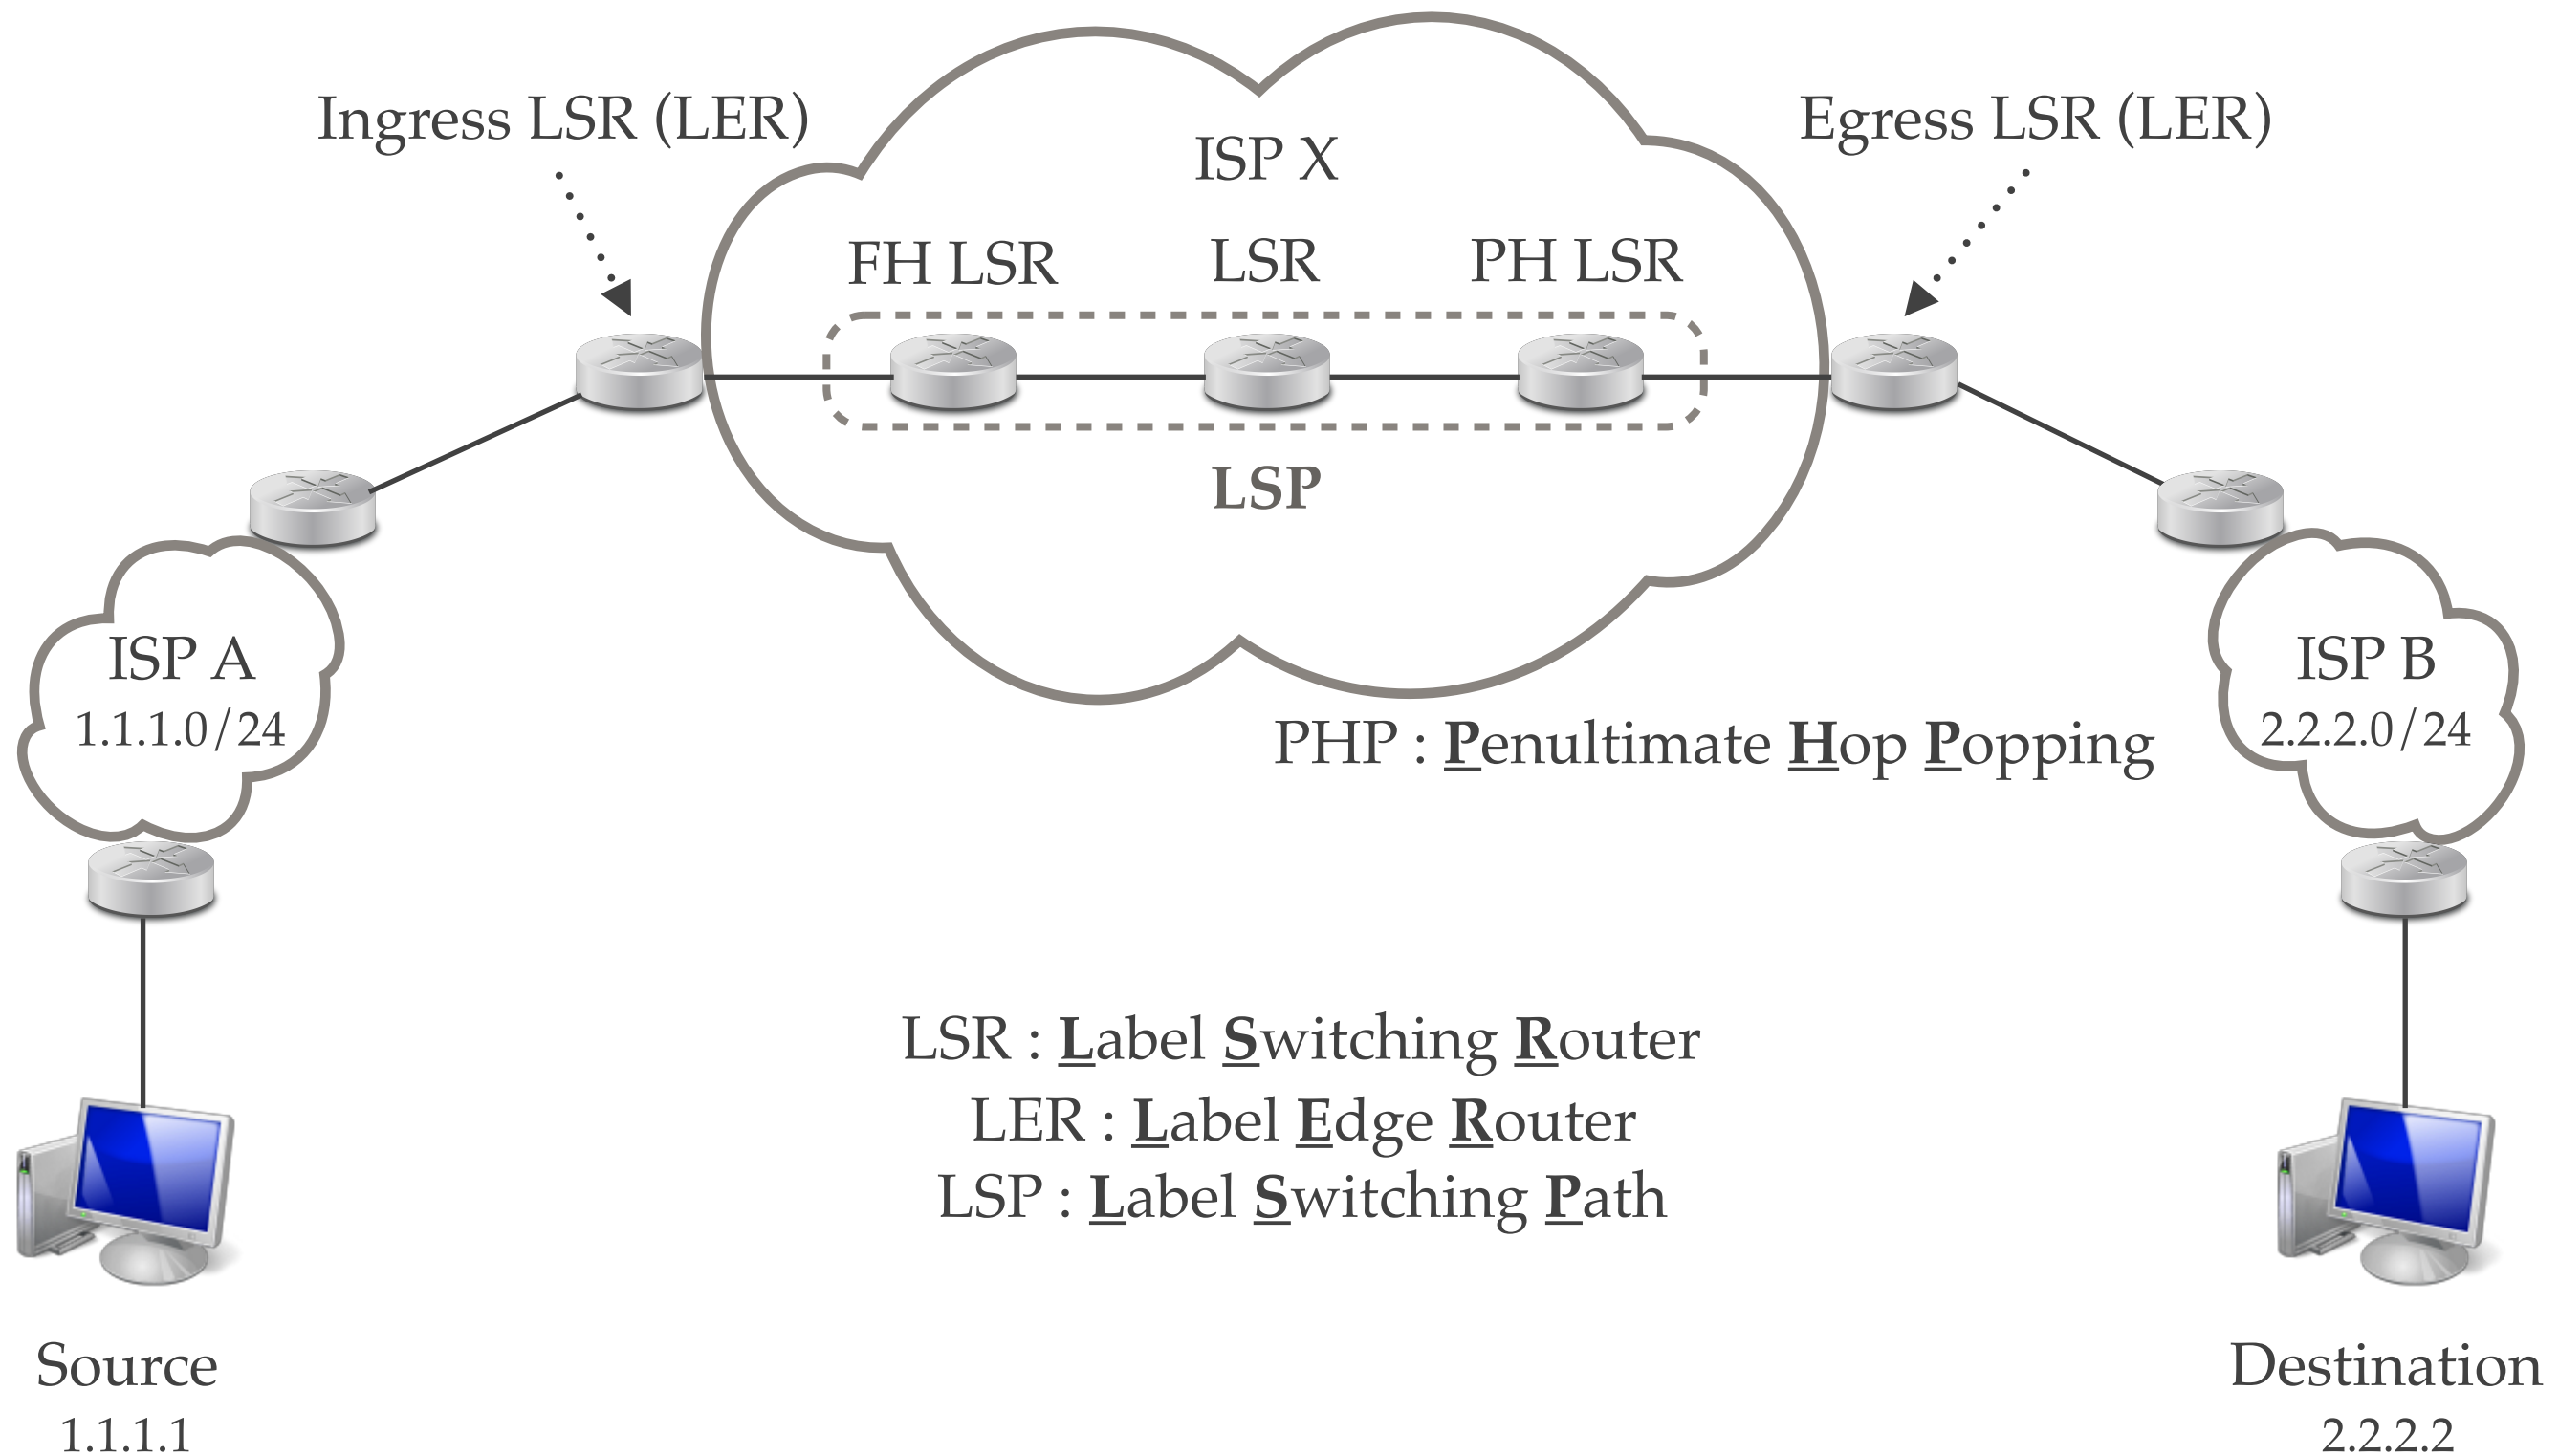 Ingress LSR (LER)
Egress LSR (LER)
ISP X
FH LSR
LSR
PH LSR
LSP
ISP A
1.1.1.0/24
ISP B
2.2.2.0/24
PHP : Penultimate Hop Popping
LSR : Label Switching Router
LER : Label Edge Router
LSP : Label Switching Path
Source
1.1.1.1
Destination
2.2.2.2